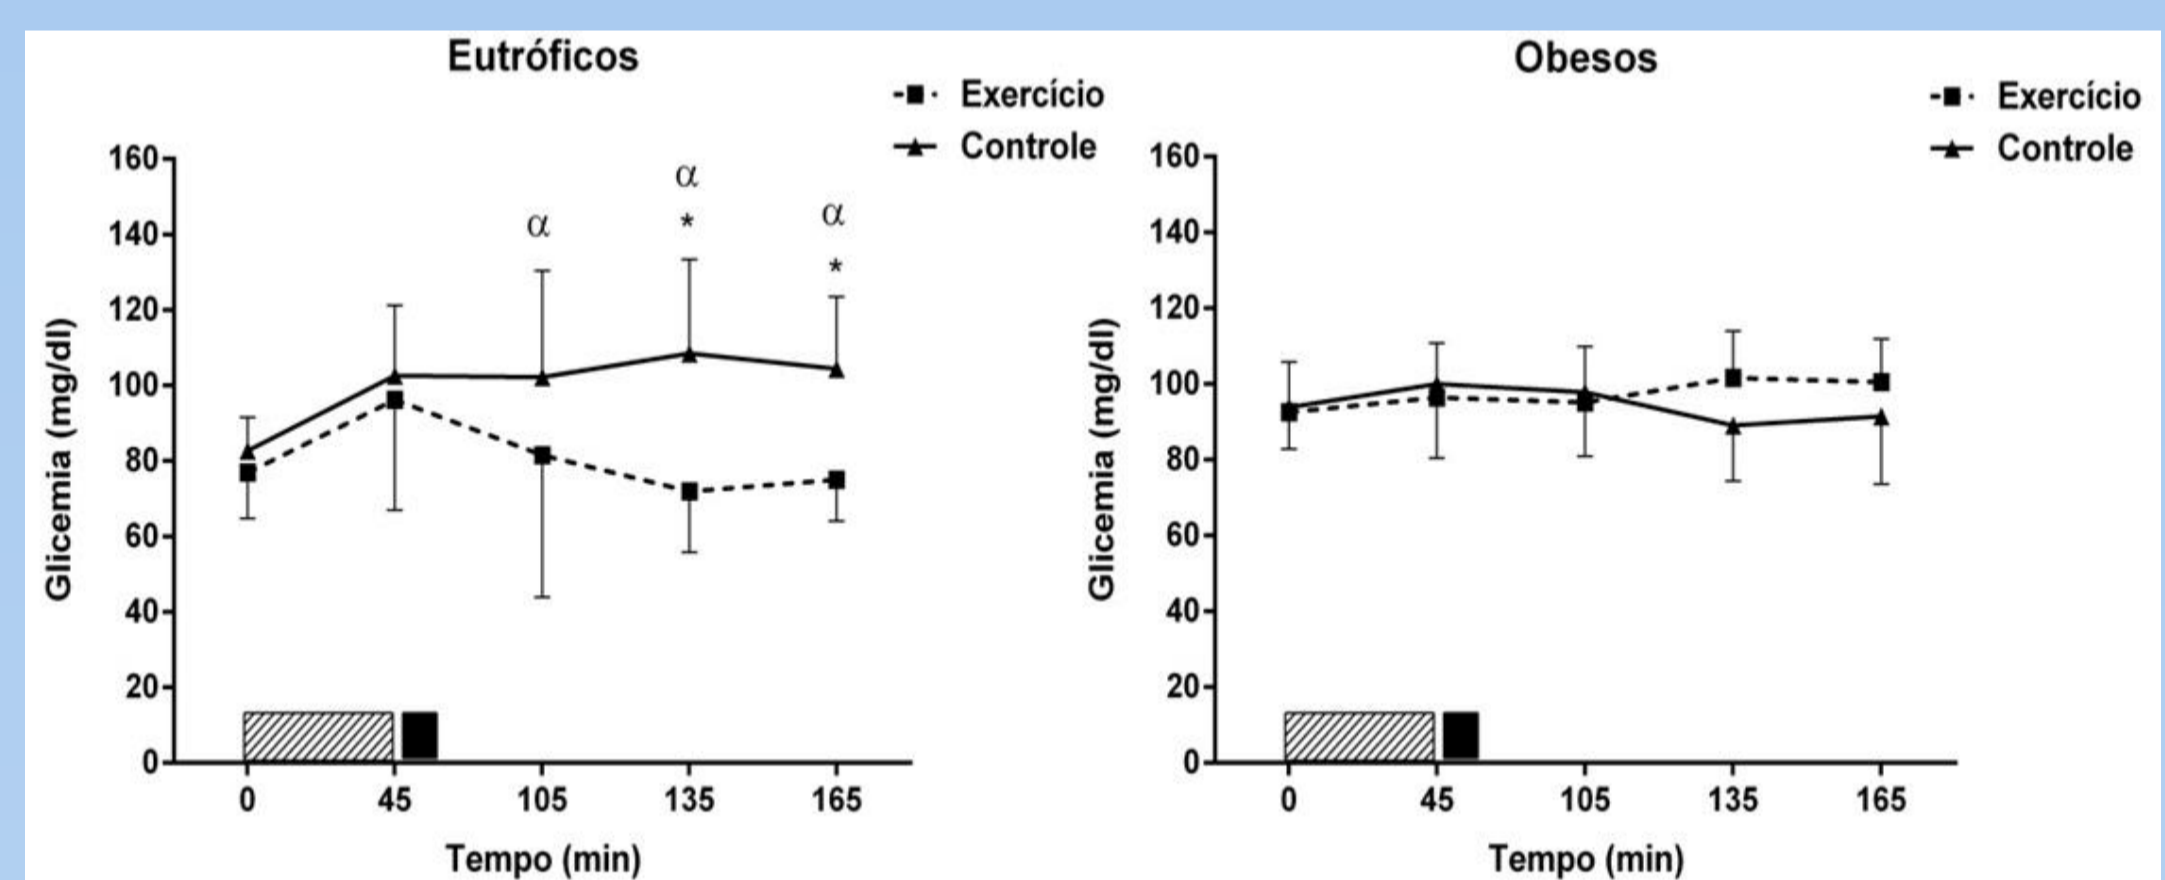 Eutróficos
Exercício
Controle
160
140
120
100
80
60
40
20
0
Glicemia (mg/dl)
α
α
*
α
*
0 45 105 135 165
Tempo (min)
Obesos
Exercício
Controle
160
140
120
100
80
60
40
20
0
Glicemia (mg/dl)
0 45 105 135 165
Tempo (min)